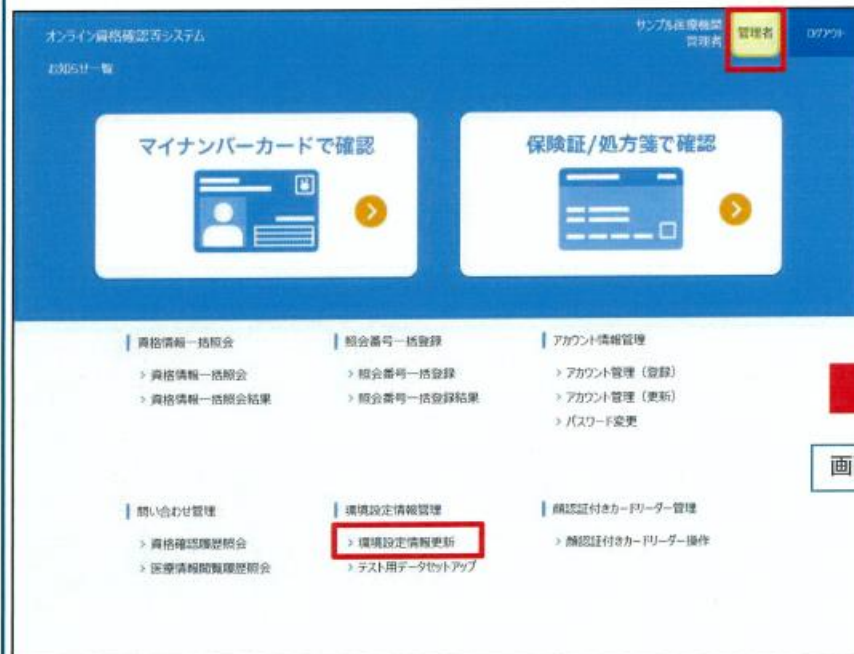 オンライン資格確認等システム
サンプル医療機関
管理者
管理者
ログアウト
お知らせ一覧
マイナンバーカードで確認
保険証/処方箋で確認
資格情報一括照会
照会番号一括登録
アカウント情報管理
> 資格情報一括照会
> 照会番号一括登録
> アカウント管理（登録）
> 資格情報一括照会結果
> 照会番号一括登録結果
> アカウント管理（更新）
> パスワード変更
画
問い合わせ管理
環境設定情報管理
顔認証付きカードリーダー管理
> 資格確認履歴照会
> 環境設定情報更新
> 顔認証付きカードリーダー操作
> 医療情報閲覧履歴照会
> テスト用データセットアップ